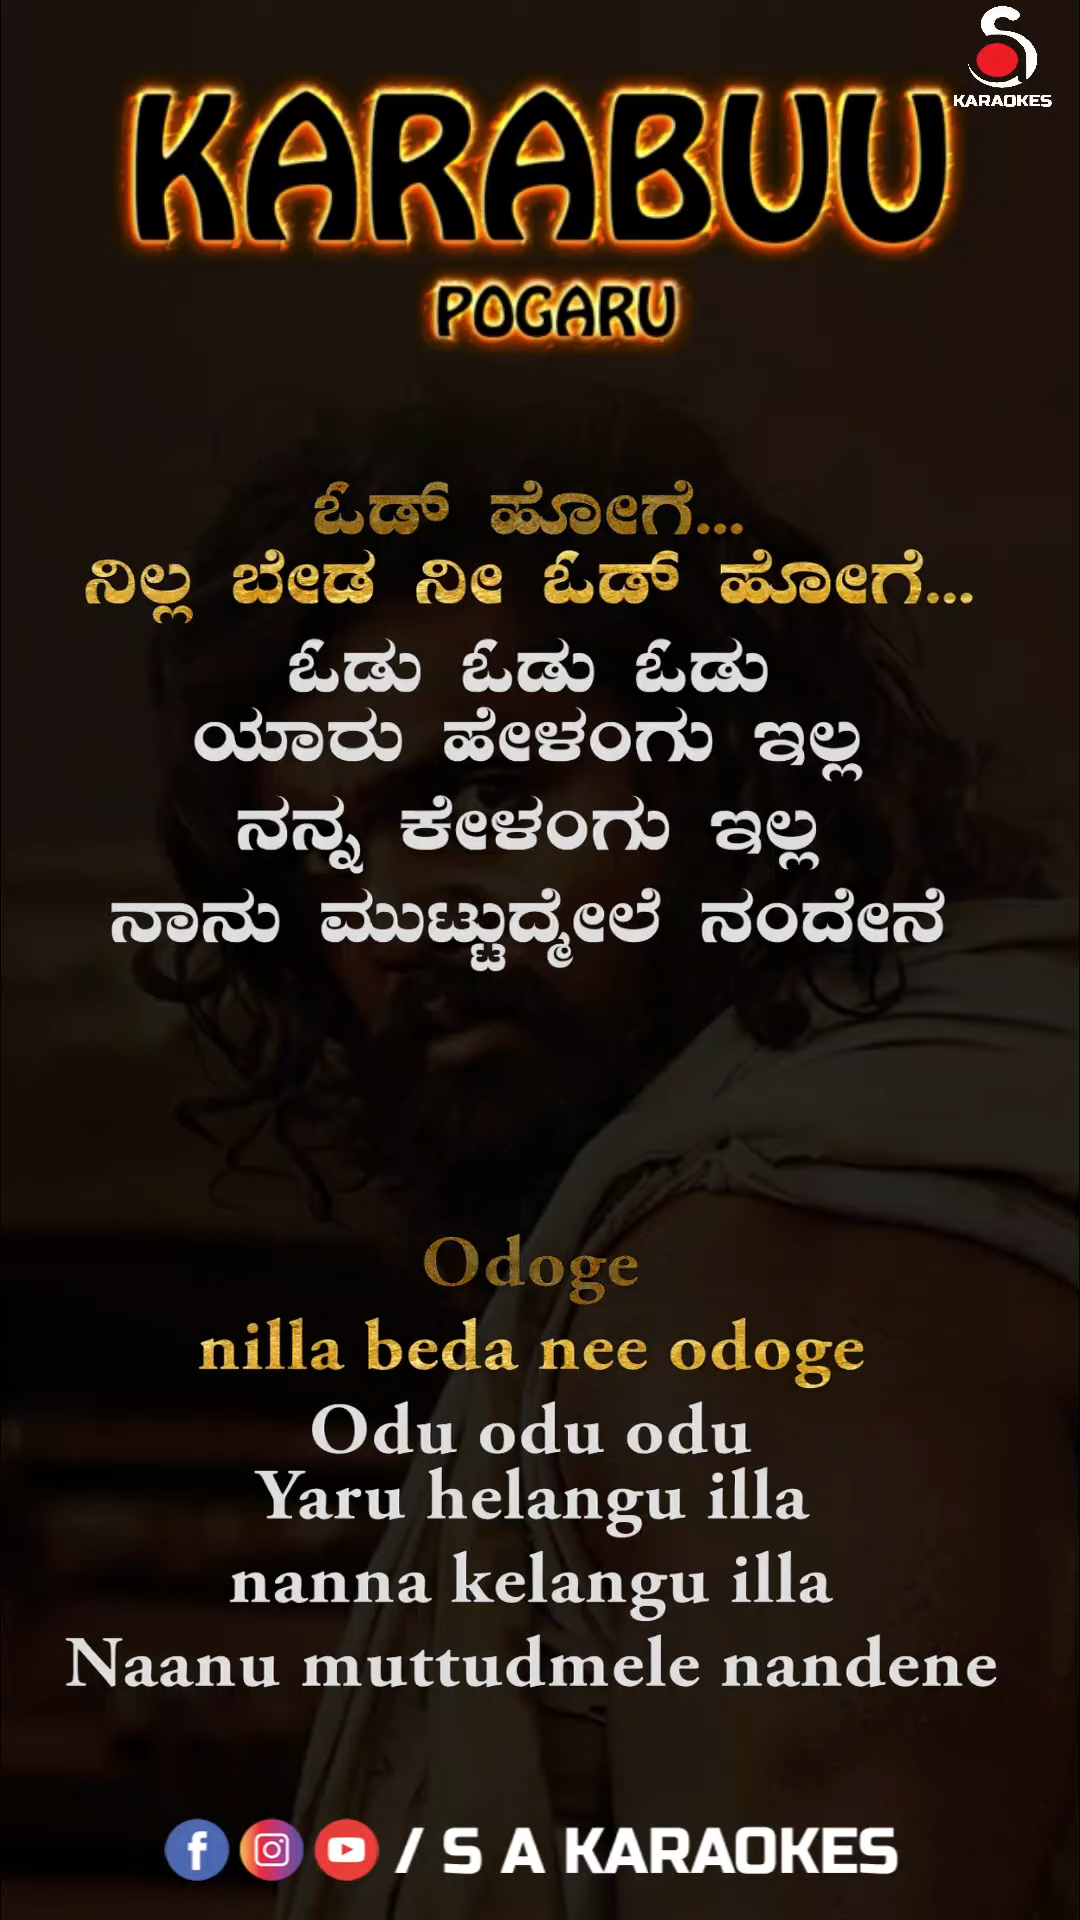 KARAOKES
KARABUU
POGARU
ಓಡ್ ಹೋಗೆ...
ನಿಲ್ಲ ಬೇಡ ನೀ ಓಡ್ ಹೋಗೆ...
ಓಡು ಓಡು ಓಡು
ಯಾರು ಹೇಳಂಗು ಇಲ್ಲ
ನನ್ನ ಕೇಳಂಗು ಇಲ್ಲ
ನಾನು ಮುಟ್ಟುದ್ಮೇಲೆ ನಂದೇನೆ
Odoge
nilla beda nee odoge
Odu odu odu
Yaru helangu illa
nanna kelangu illa
Naanu muttudmele nandene
/ S A KARAOKES